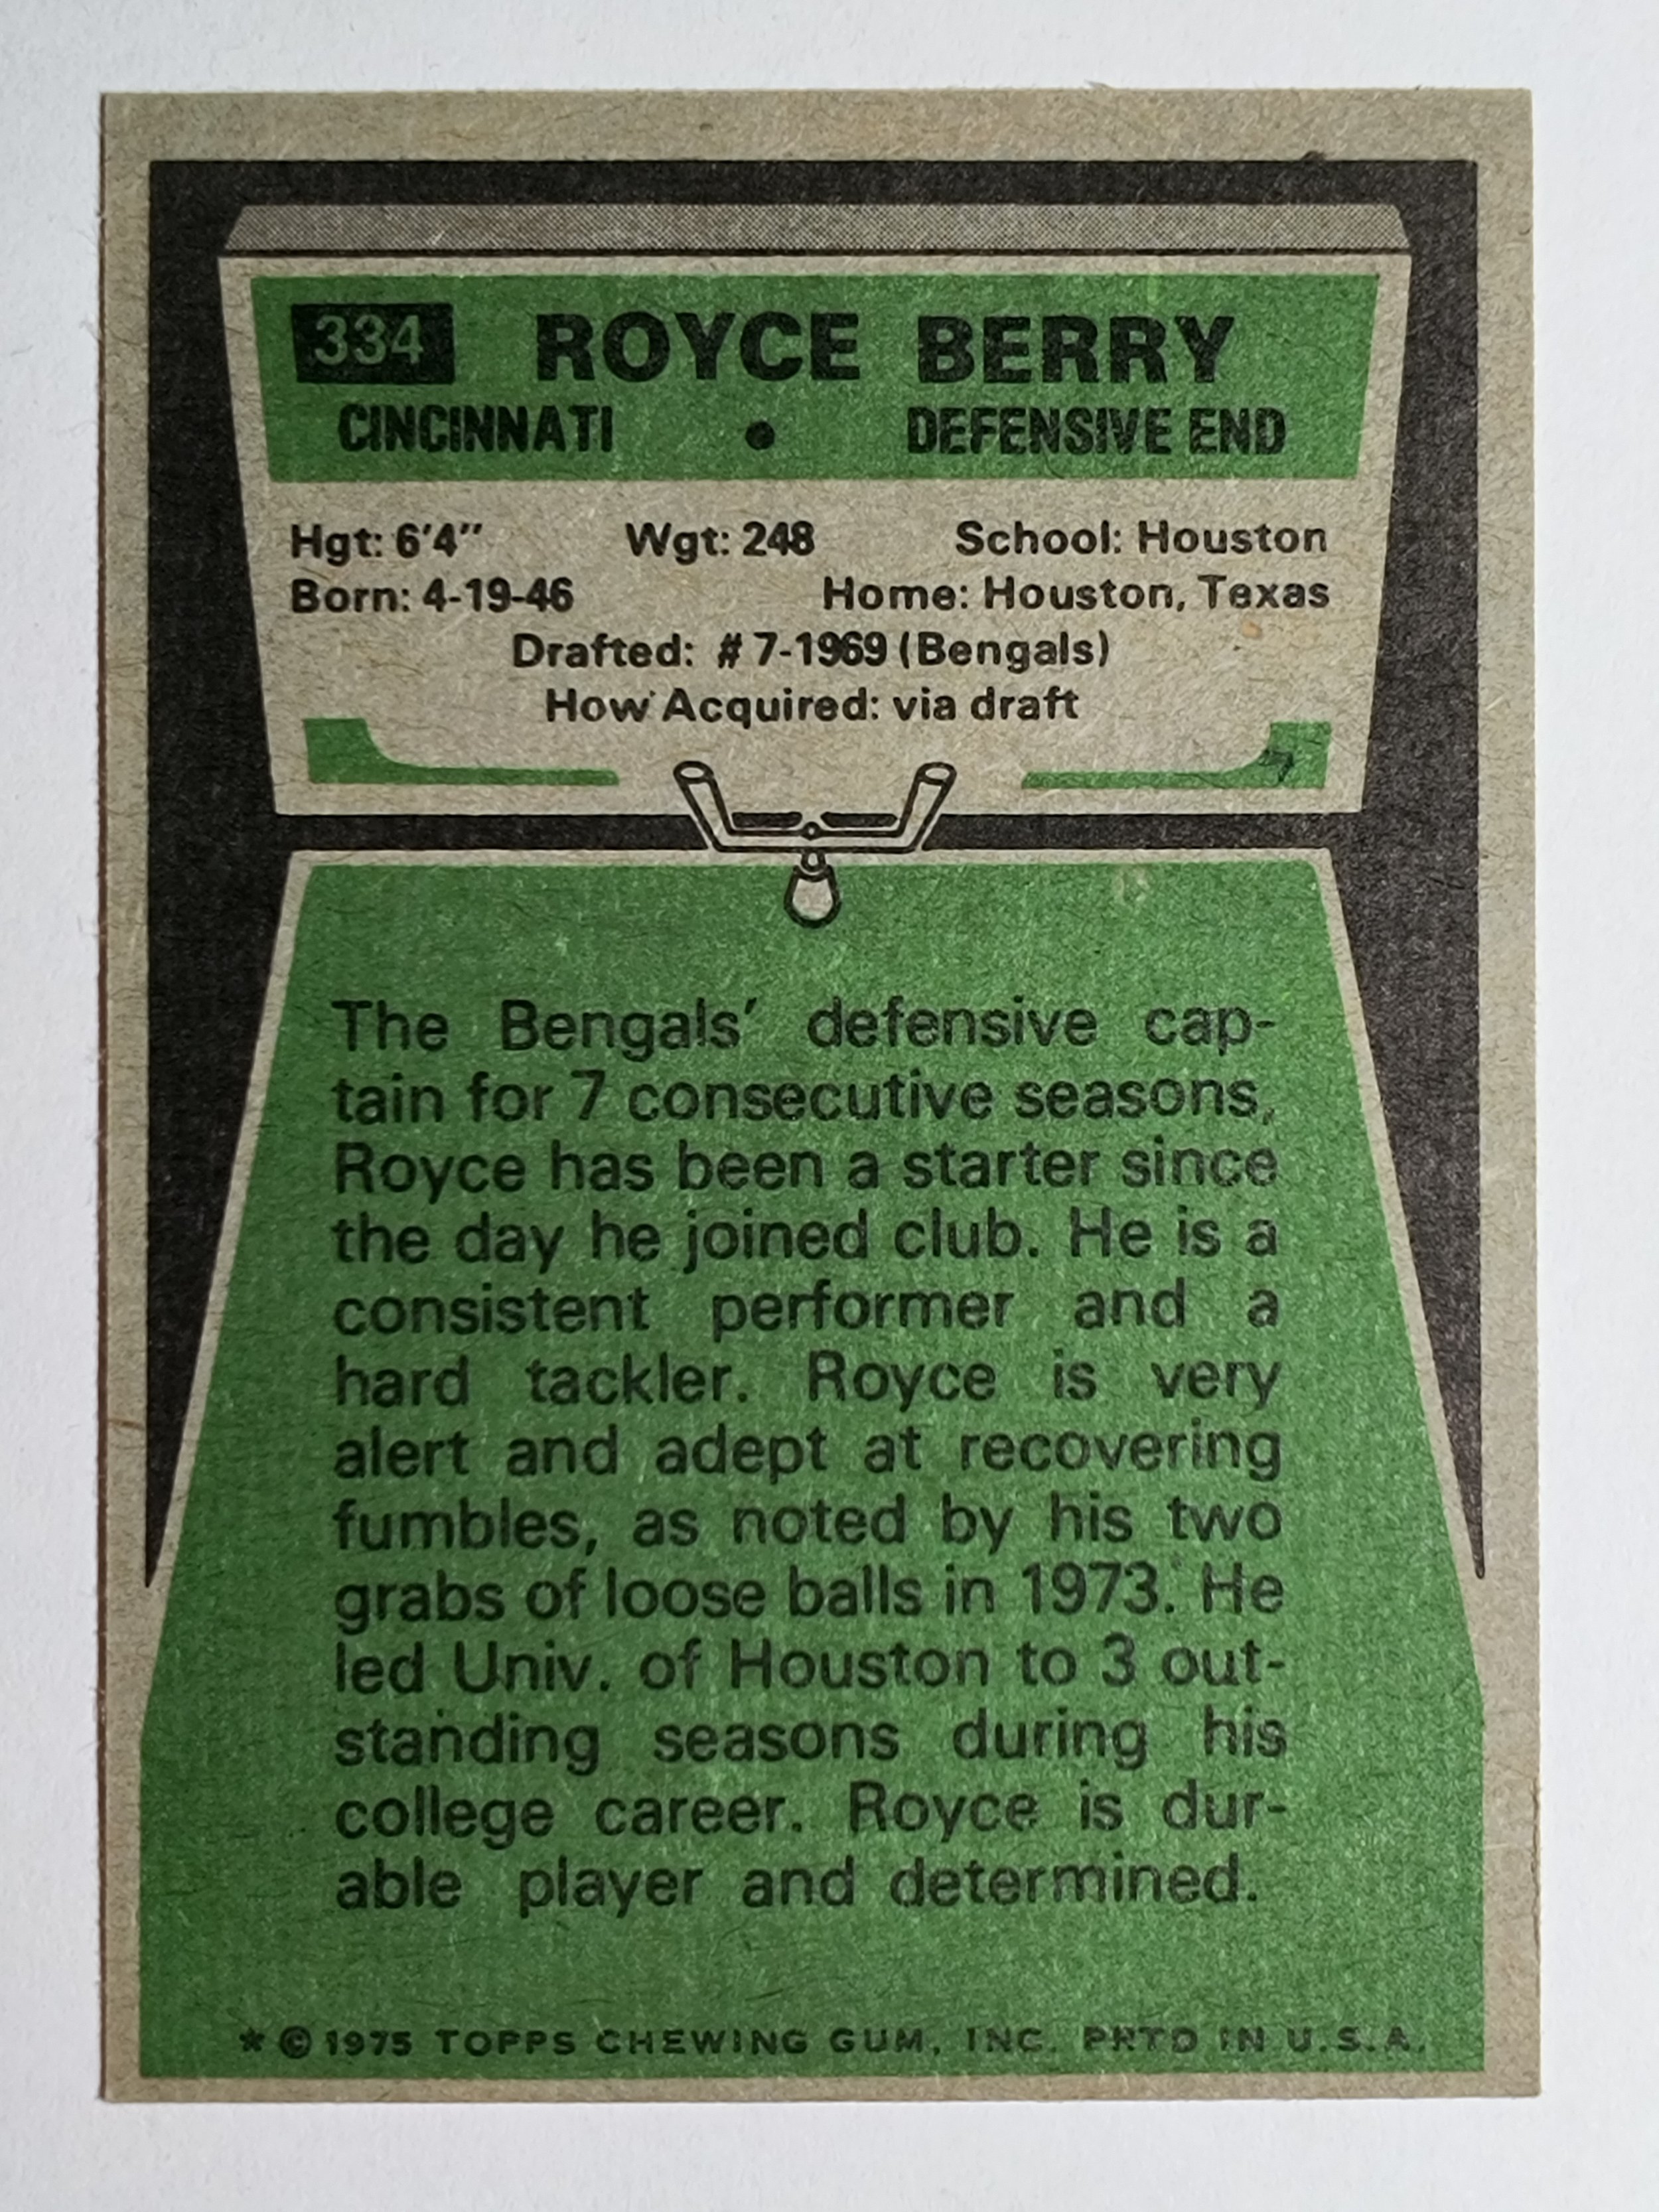 334 ROYCE BERRY
CINCINNATI • DEFENSIVE END
Hgt: 6'4" Wgt: 248 School: Houston
Born: 4-19-46 Home: Houston, Texas
Drafted: # 7-1969 (Bengals)
How Acquired: via draft
The Bengals' defensive cap-
tain for 7 consecutive seasons,
Royce has been a starter since
the day he joined club. He is a
consistent performer and a
hard tackler. Royce is very
alert and adept at recovering
fumbles, as noted by his two
grabs of loose balls in 1973. He
led Univ. of Houston to 3 out-
standing seasons during his
college career. Royce is dur-
able player and determined.
* © 1975 TOPPS CHEWING GUM, INC. PRTD IN U.S.A.